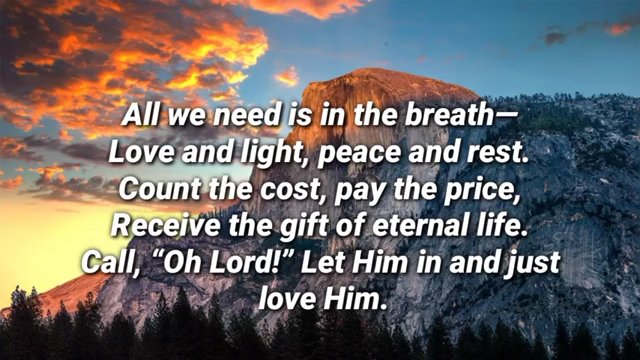 All we need is in the breath—
Love and light, peace and rest.
Count the cost, pay the price,
Receive the gift of eternal life.
Call, “Oh Lord!” Let Him in and just
love Him.